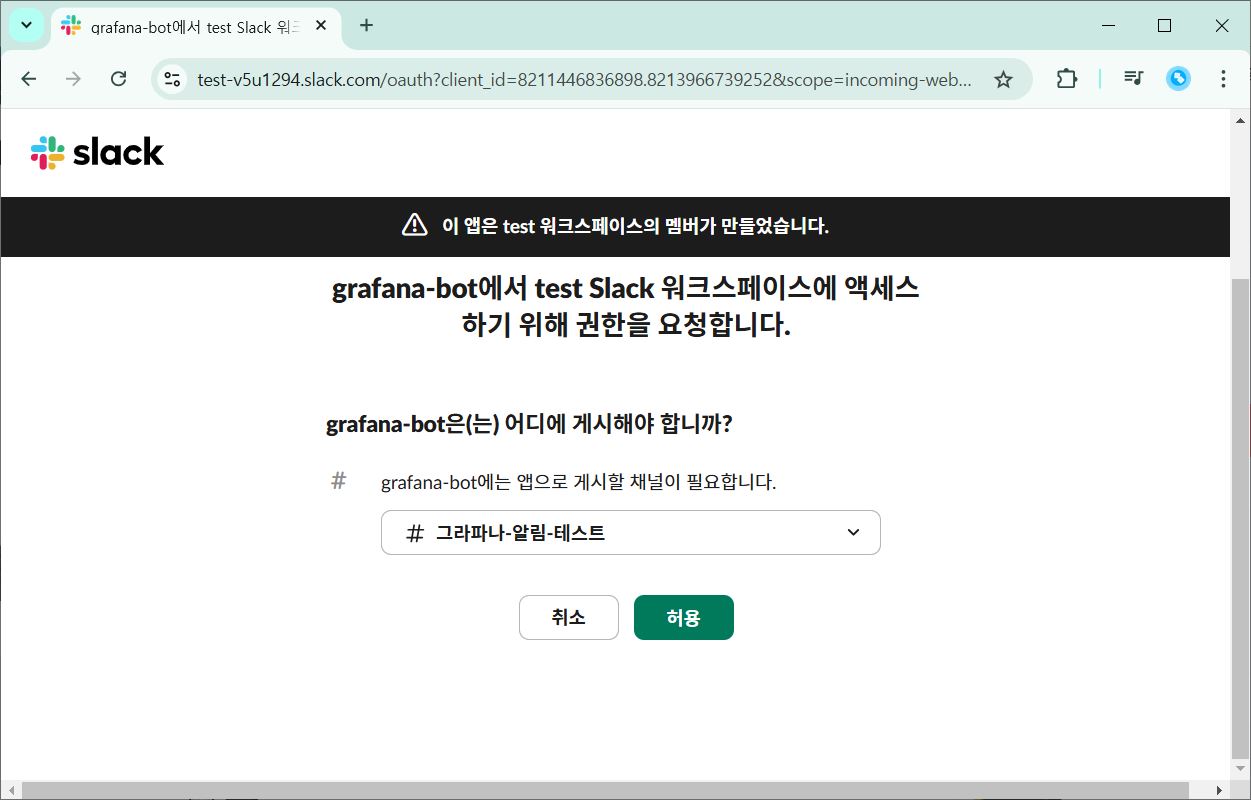 grafana-bot에서 test Slack 워크
test-v5u1294.slack.com/oauth?client_id=8211446836898.8213966739252&scope=incoming-web...
slack
이 앱은 test 워크스페이스의 멤버가 만들었습니다.
grafana-bot에서 test Slack 워크스페이스에 액세스
하기 위해 권한을 요청합니다.
grafana-bot은(는) 어디에 게시해야 합니까?
# grafana-bot에는 앱으로 게시할 채널이 필요합니다.
# 그라파나-알림-테스트
취소 허용